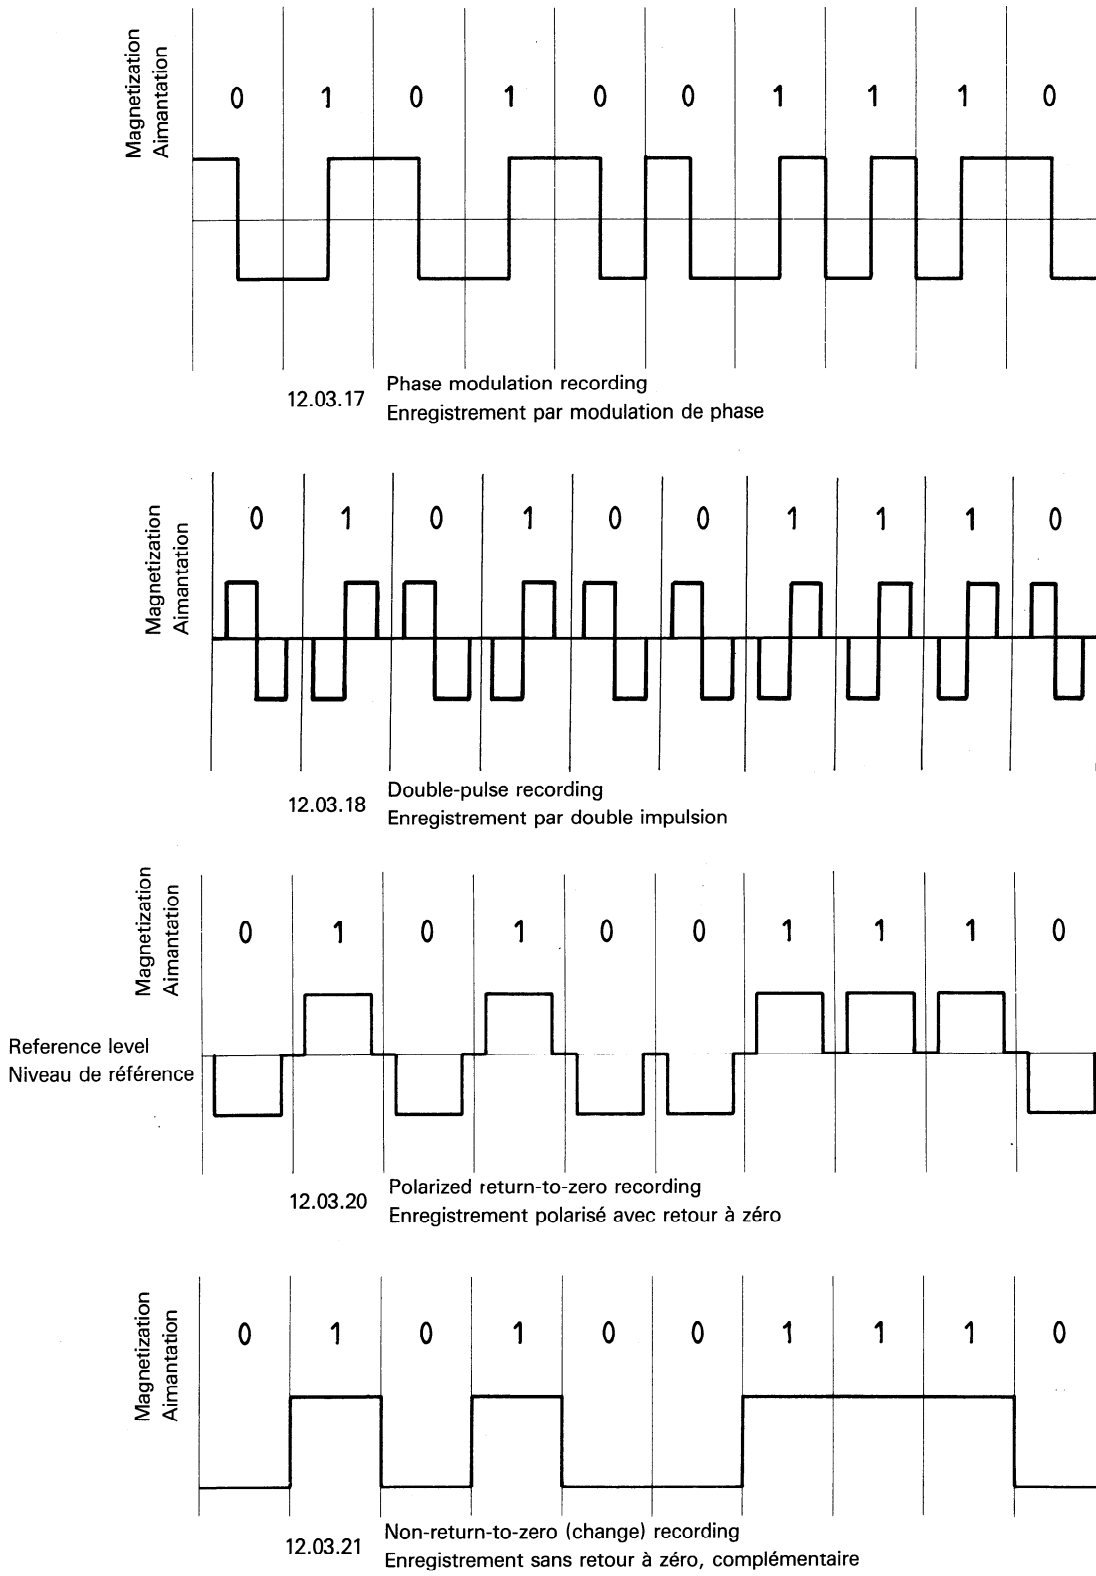 Magnetization
Aimantation
0 1 0 1 0 0 1 1 1 0
12.03.17
Phase modulation recording
Enregistrement par modulation de phase
Magnetization
Aimantation
0 1 0 1 0 0 1 1 1 0
12.03.18
Double-pulse recording
Enregistrement par double impulsion
Magnetization
Aimantation
0 1 0 1 0 0 1 1 1 0
Reference level
Niveau de référence
12.03.20
Polarized return-to-zero recording
Enregistrement polarisé avec retour à zéro
Magnetization
Aimantation
0 1 0 1 0 0 1 1 1 0
12.03.21
Non-return-to-zero (change) recording
Enregistrement sans retour à zéro, complémentaire